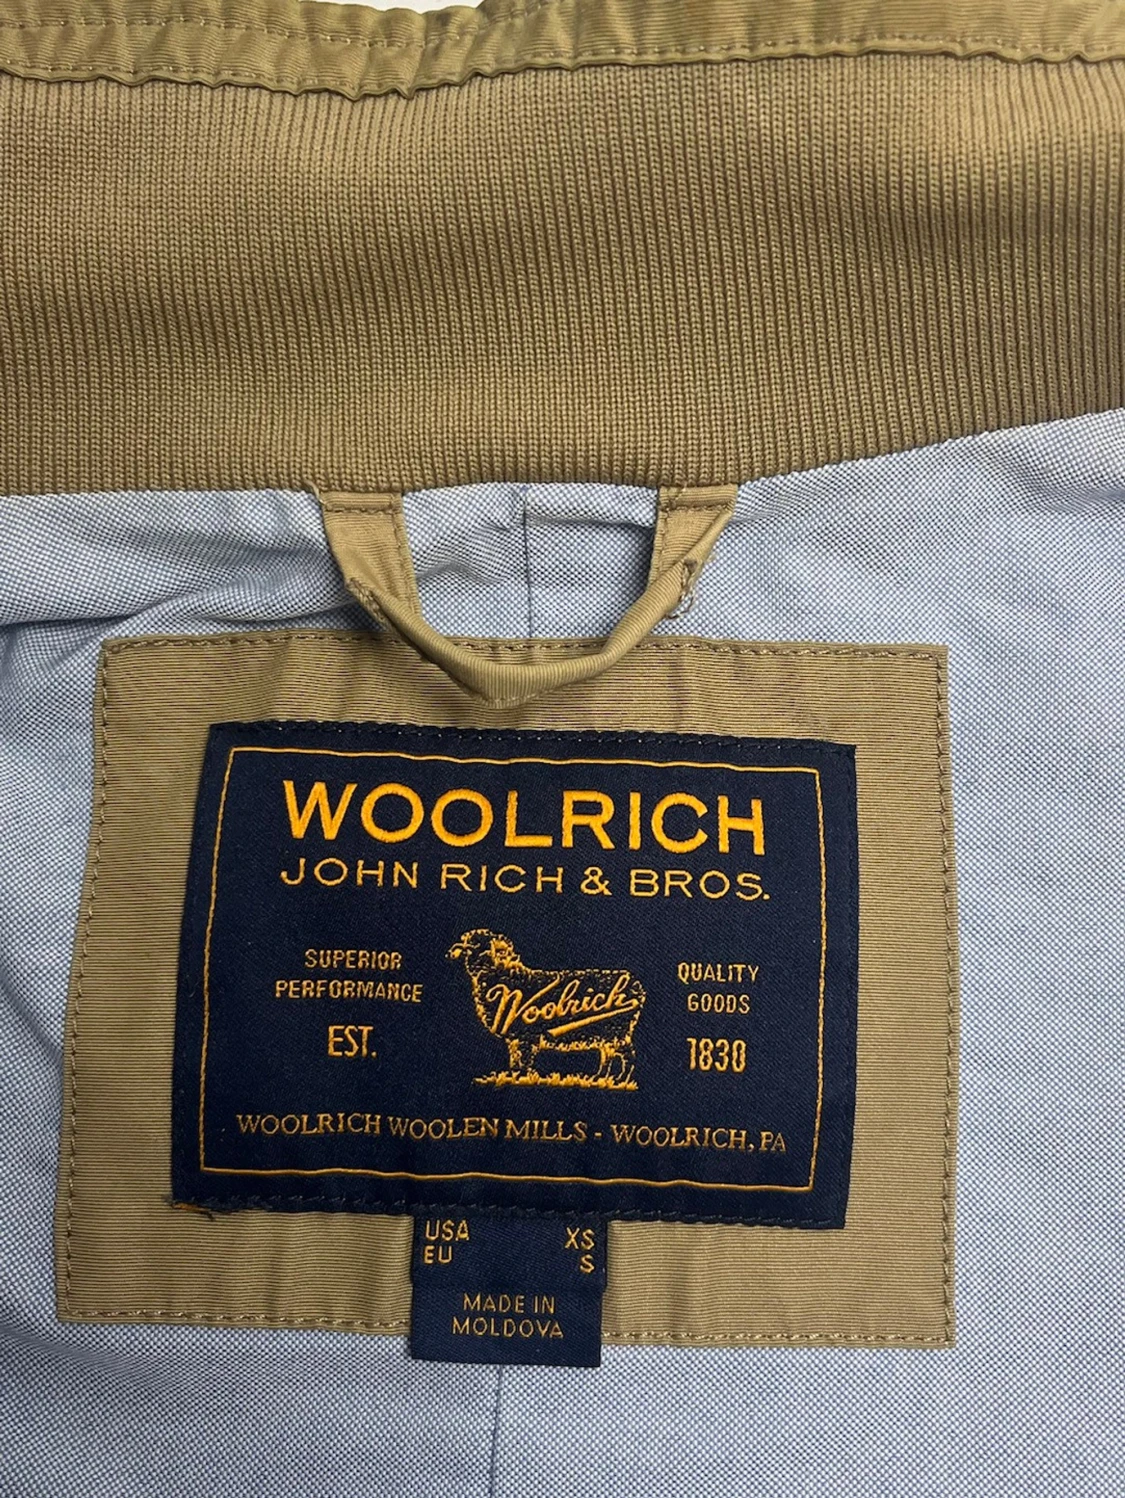 WOOLRICH
JOHN RICH & BROS.
SUPERIOR
PERFORMANCE
EST.
Woolrich
QUALITY
GOODS
1830
WOOLRICH WOOLEN MILLS - WOOLRICH, PA
USA XS
EU S
MADE IN
MOLDOVA